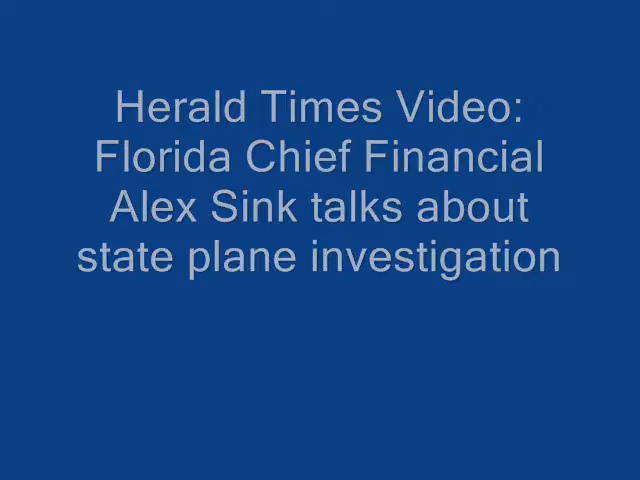 Herald Times Video:
Florida Chief Financial
Alex Sink talks about
state plane investigation